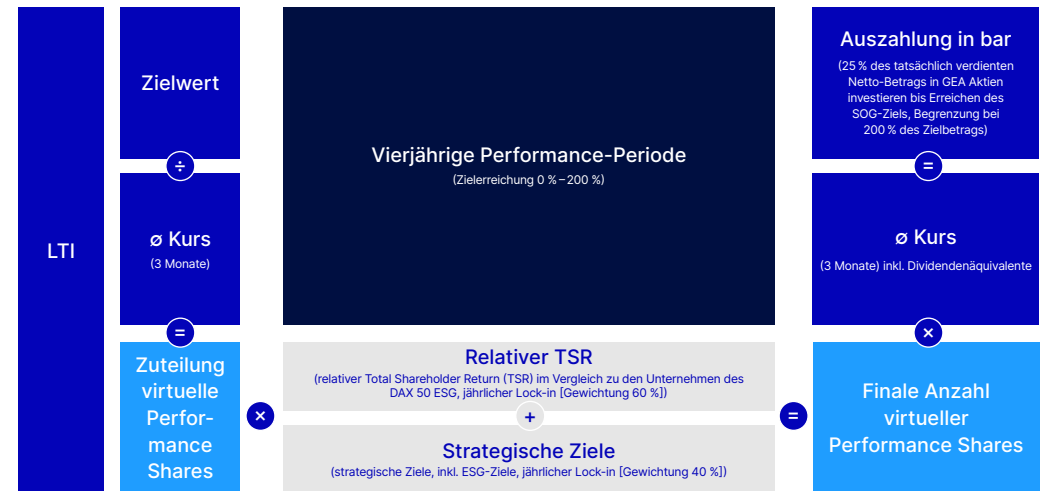 LTI
Zielwert
÷
ø Kurs
(3 Monate)
=
Zuteilung
virtuelle
Perfor-
mance
Shares
×
Vierjährige Performance-Periode
(Zielerreichung 0 % – 200 %)
Relativer TSR
(relativer Total Shareholder Return (TSR) im Vergleich zu den Unternehmen des
DAX 50 ESG, jährlicher Lock-in [Gewichtung 60 %])
+
Strategische Ziele
(strategische Ziele, inkl. ESG-Ziele, jährlicher Lock-in [Gewichtung 40 %])
=
Auszahlung in bar
(25 % des tatsächlich verdienten
Netto-Betrags in GEA Aktien
investieren bis Erreichen des
SOG-Ziels, Begrenzung bei
200 % des Zielbetrags)
=
ø Kurs
(3 Monate) inkl. Dividendenäquivalente
×
Finale Anzahl
virtueller
Performance Shares